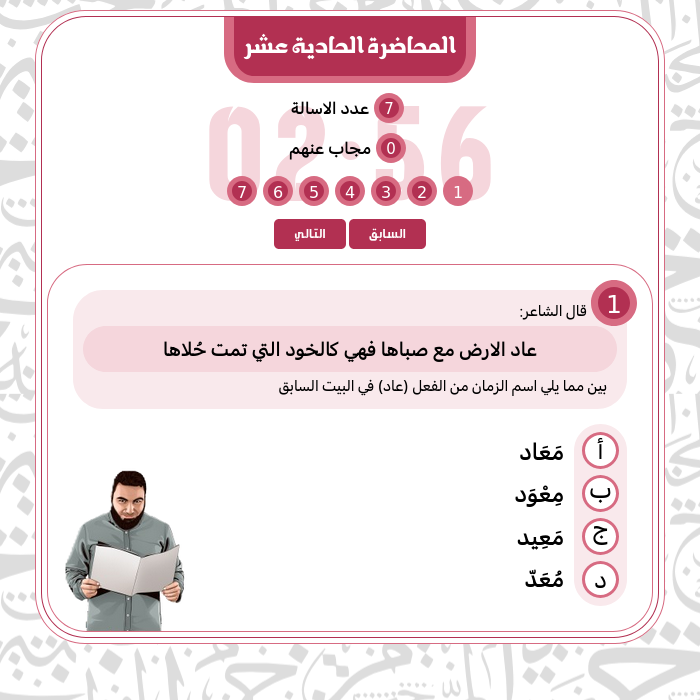 المحاضرة الحادية عشر
02:56
7 عدد الاسالة
0 مجاب عنهم
1 2 3 4 5 6 7
السابق التالي
1
قال الشاعر:
عاد الارض مع صباها فهي كالخود التي تمت حُلاها
بين مما يلي اسم الزمان من الفعل (عاد) في البيت السابق
أ مَعَاد
ب مِعْوَد
ج مَعِيد
د مُعَدّ